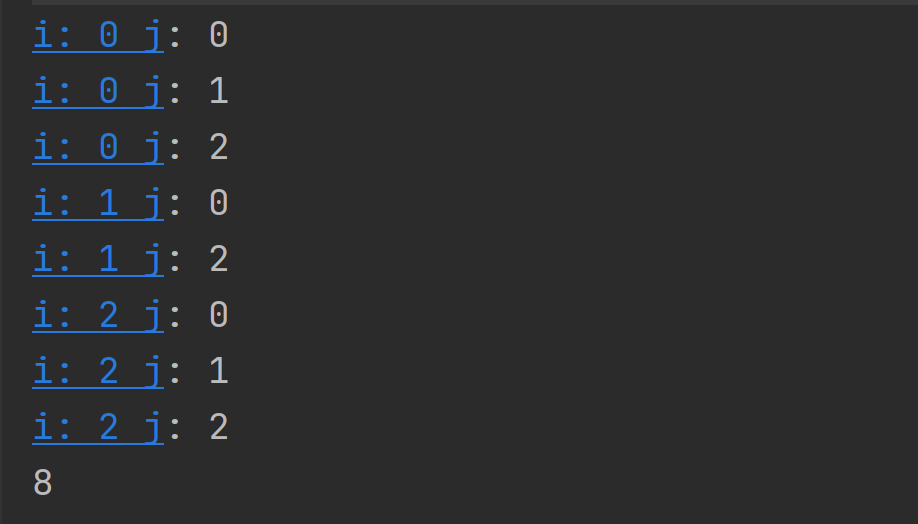 i: 0 j: 0
i: 0 j: 1
i: 0 j: 2
i: 1 j: 0
i: 1 j: 2
i: 2 j: 0
i: 2 j: 1
i: 2 j: 2
8